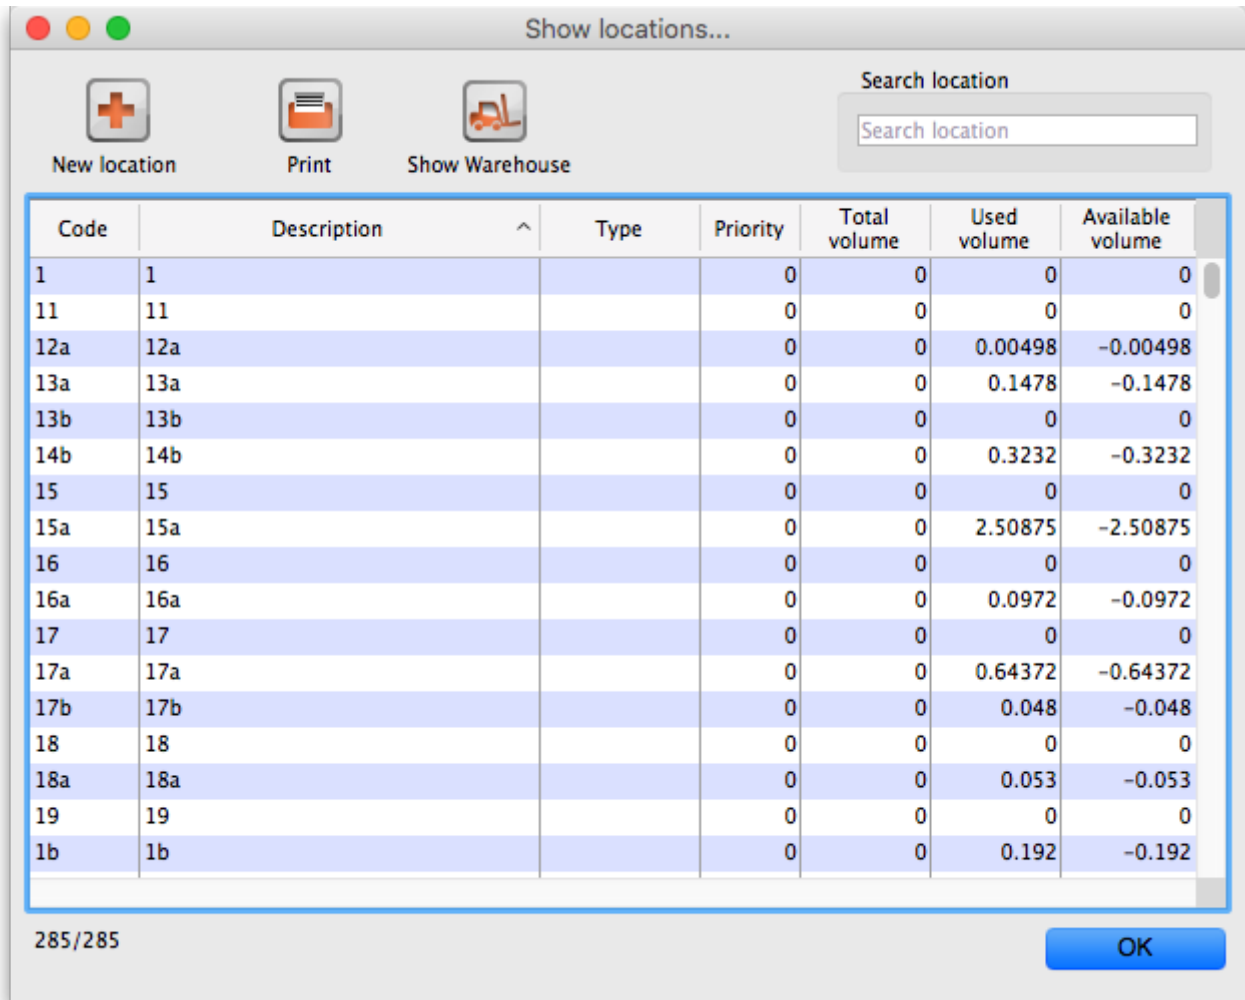 Show locations...
Search location
Search location
New location Print Show Warehouse
Code Description Type Priority Total volume Used volume Available volume
1 1 0 0 0 0
11 11 0 0 0 0
12a 12a 0 0 0.00498 -0.00498
13a 13a 0 0 0.1478 -0.1478
13b 13b 0 0 0 0
14b 14b 0 0 0.3232 -0.3232
15 15 0 0 0 0
15a 15a 0 0 2.50875 -2.50875
16 16 0 0 0 0
16a 16a 0 0 0.0972 -0.0972
17 17 0 0 0 0
17a 17a 0 0 0.64372 -0.64372
17b 17b 0 0 0.048 -0.048
18 18 0 0 0 0
18a 18a 0 0 0.053 -0.053
19 19 0 0 0 0
1b 1b 0 0 0.192 -0.192
285/285
OK